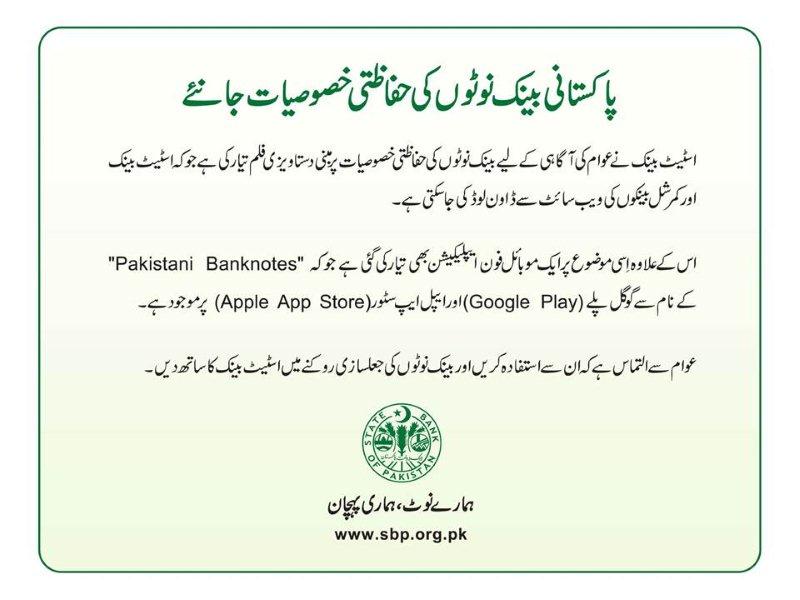 پاکستانی بینک نوٹوں کی حفاظتی خصوصیات جانئے
اسٹیٹ بینک نے عوام کی آگاہی کے لیے بینک نوٹوں کی حفاظتی خصوصیات پر مبنی دستاویزی فلم تیار کی ہے جو کہ اسٹیٹ بینک
اور کمرشل بینکوں کی ویب سائٹ سے ڈاون لوڈ کی جاسکتی ہے۔
اس کے علاوہ اِسی موضوع پر ایک موبائل فون ایپلیکیشن بھی تیار کی گئی ہے جو کہ "Pakistani Banknotes"
کے نام سے گوگل پلے (Google Play) اور ایپل ایپ سٹور (Apple App Store) پر موجود ہے۔
عوام سے التماس ہے کہ ان سے استفادہ کریں اور بینک نوٹوں کی جعلسازی روکنے میں اسٹیٹ بینک کا ساتھ دیں۔
STATE BANK OF PAKISTAN
ہمارے نوٹ، ہماری پہچان
www.sbp.org.pk